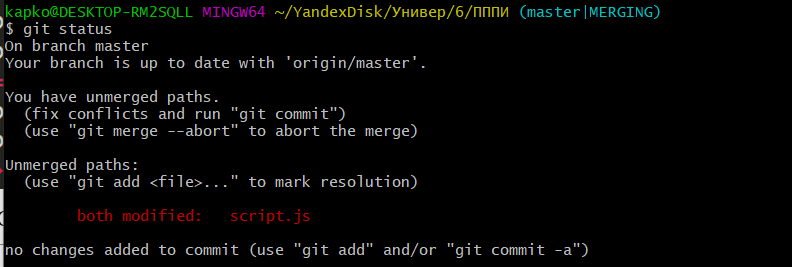 kapko@DESKTOP-RM2SQLL MINGW64 ~/YandexDisk/Универ/6/ПППИ (master|MERGING)
$ git status
On branch master
Your branch is up to date with 'origin/master'.
You have unmerged paths.
(fix conflicts and run "git commit")
(use "git merge --abort" to abort the merge)
Unmerged paths:
(use "git add <file>..." to mark resolution)
both modified: script.js
no changes added to commit (use "git add" and/or "git commit -a")